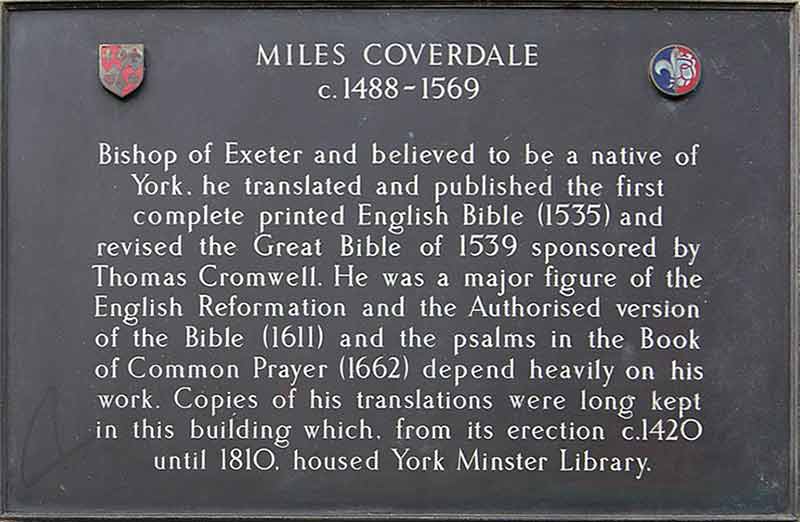 MILES COVERDALE
c.1488~1569
Bishop of Exeter and believed to be a native of
York, he translated and published the first
complete printed English Bible (1535) and
revised the Great Bible of 1539 sponsored by
Thomas Cromwell. He was a major figure of the
English Reformation and the Authorised version
of the Bible (1611) and the psalms in the Book
of Common Prayer (1662) depend heavily on his
work. Copies of his translations were long kept
in this building which, from its erection c.1420
until 1810, housed York Minster Library.